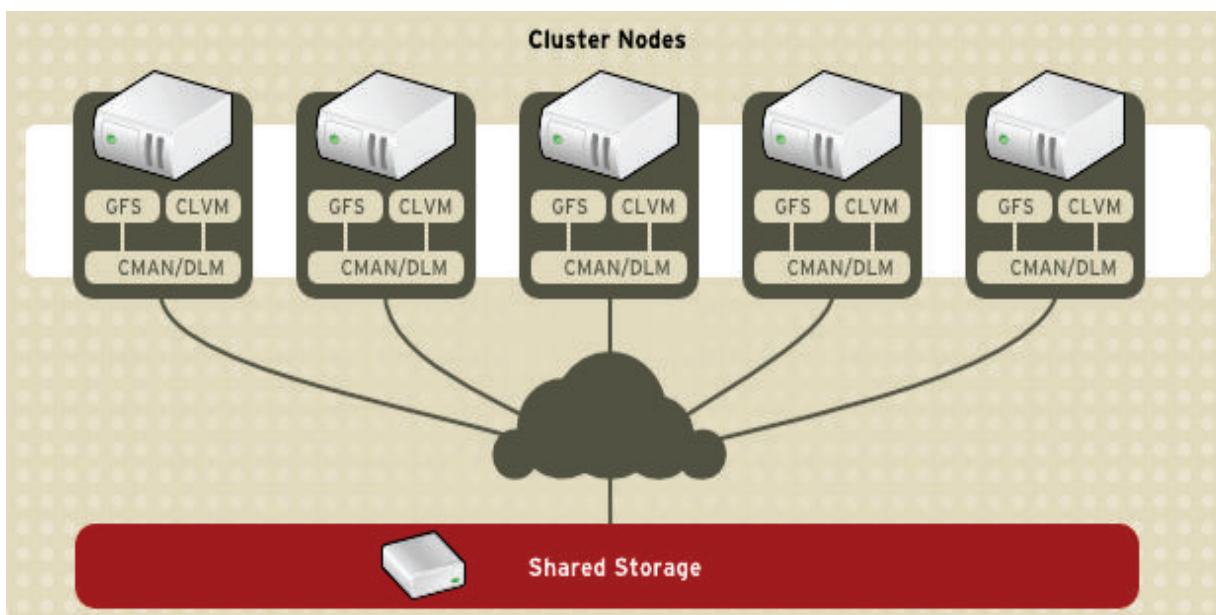 Cluster Nodes
GFS CLVM GFS CLVM GFS CLVM GFS CLVM GFS CLVM
CMAN/DLM CMAN/DLM CMAN/DLM CMAN/DLM CMAN/DLM
Shared Storage